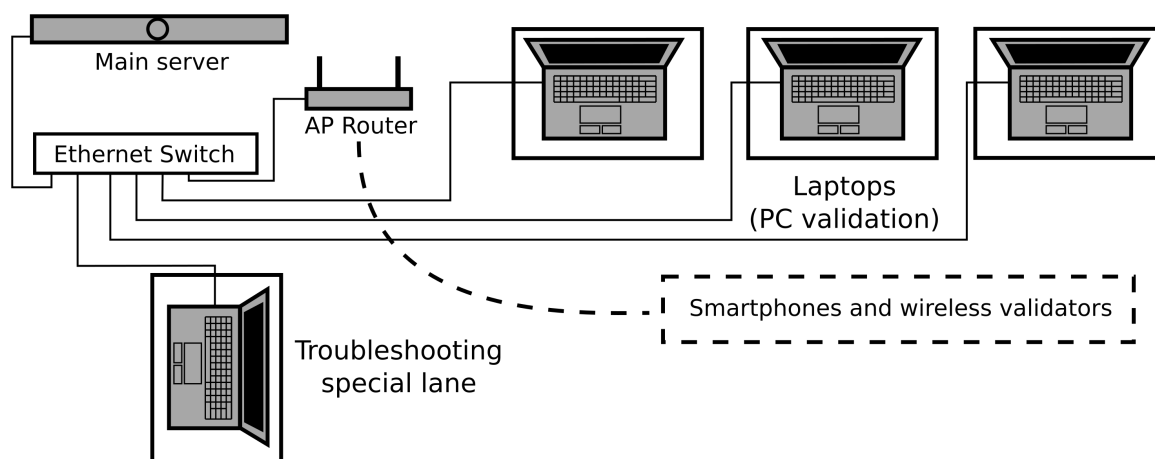 Main server
AP Router
Ethernet Switch
Laptops
(PC validation)
Smartphones and wireless validators
Troubleshooting
special lane